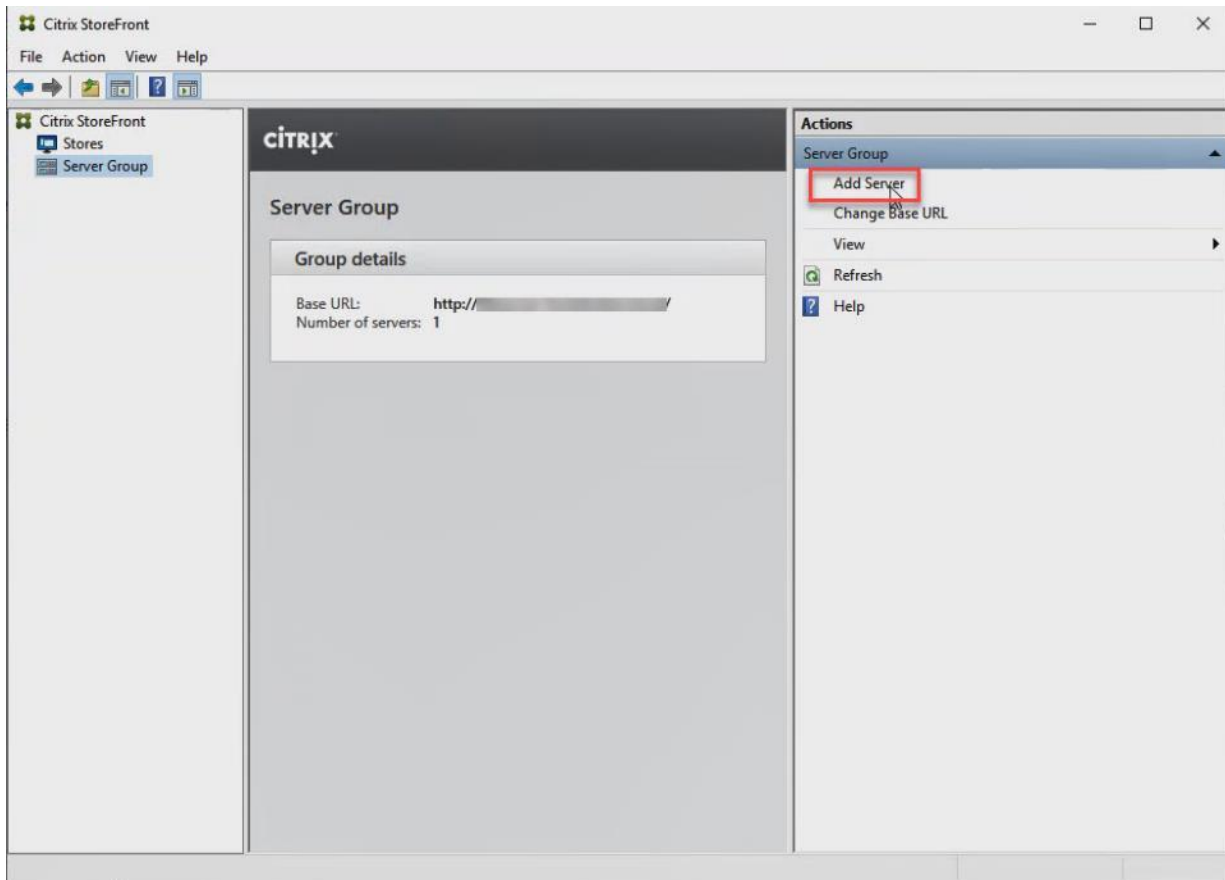 Citrix StoreFront
File Action View Help
Citrix StoreFront
Stores
Server Group
CITRIX
Server Group
Group details
Base URL: http:// /
Number of servers: 1
Actions
Server Group
Add Server
Change Base URL
View
Refresh
Help